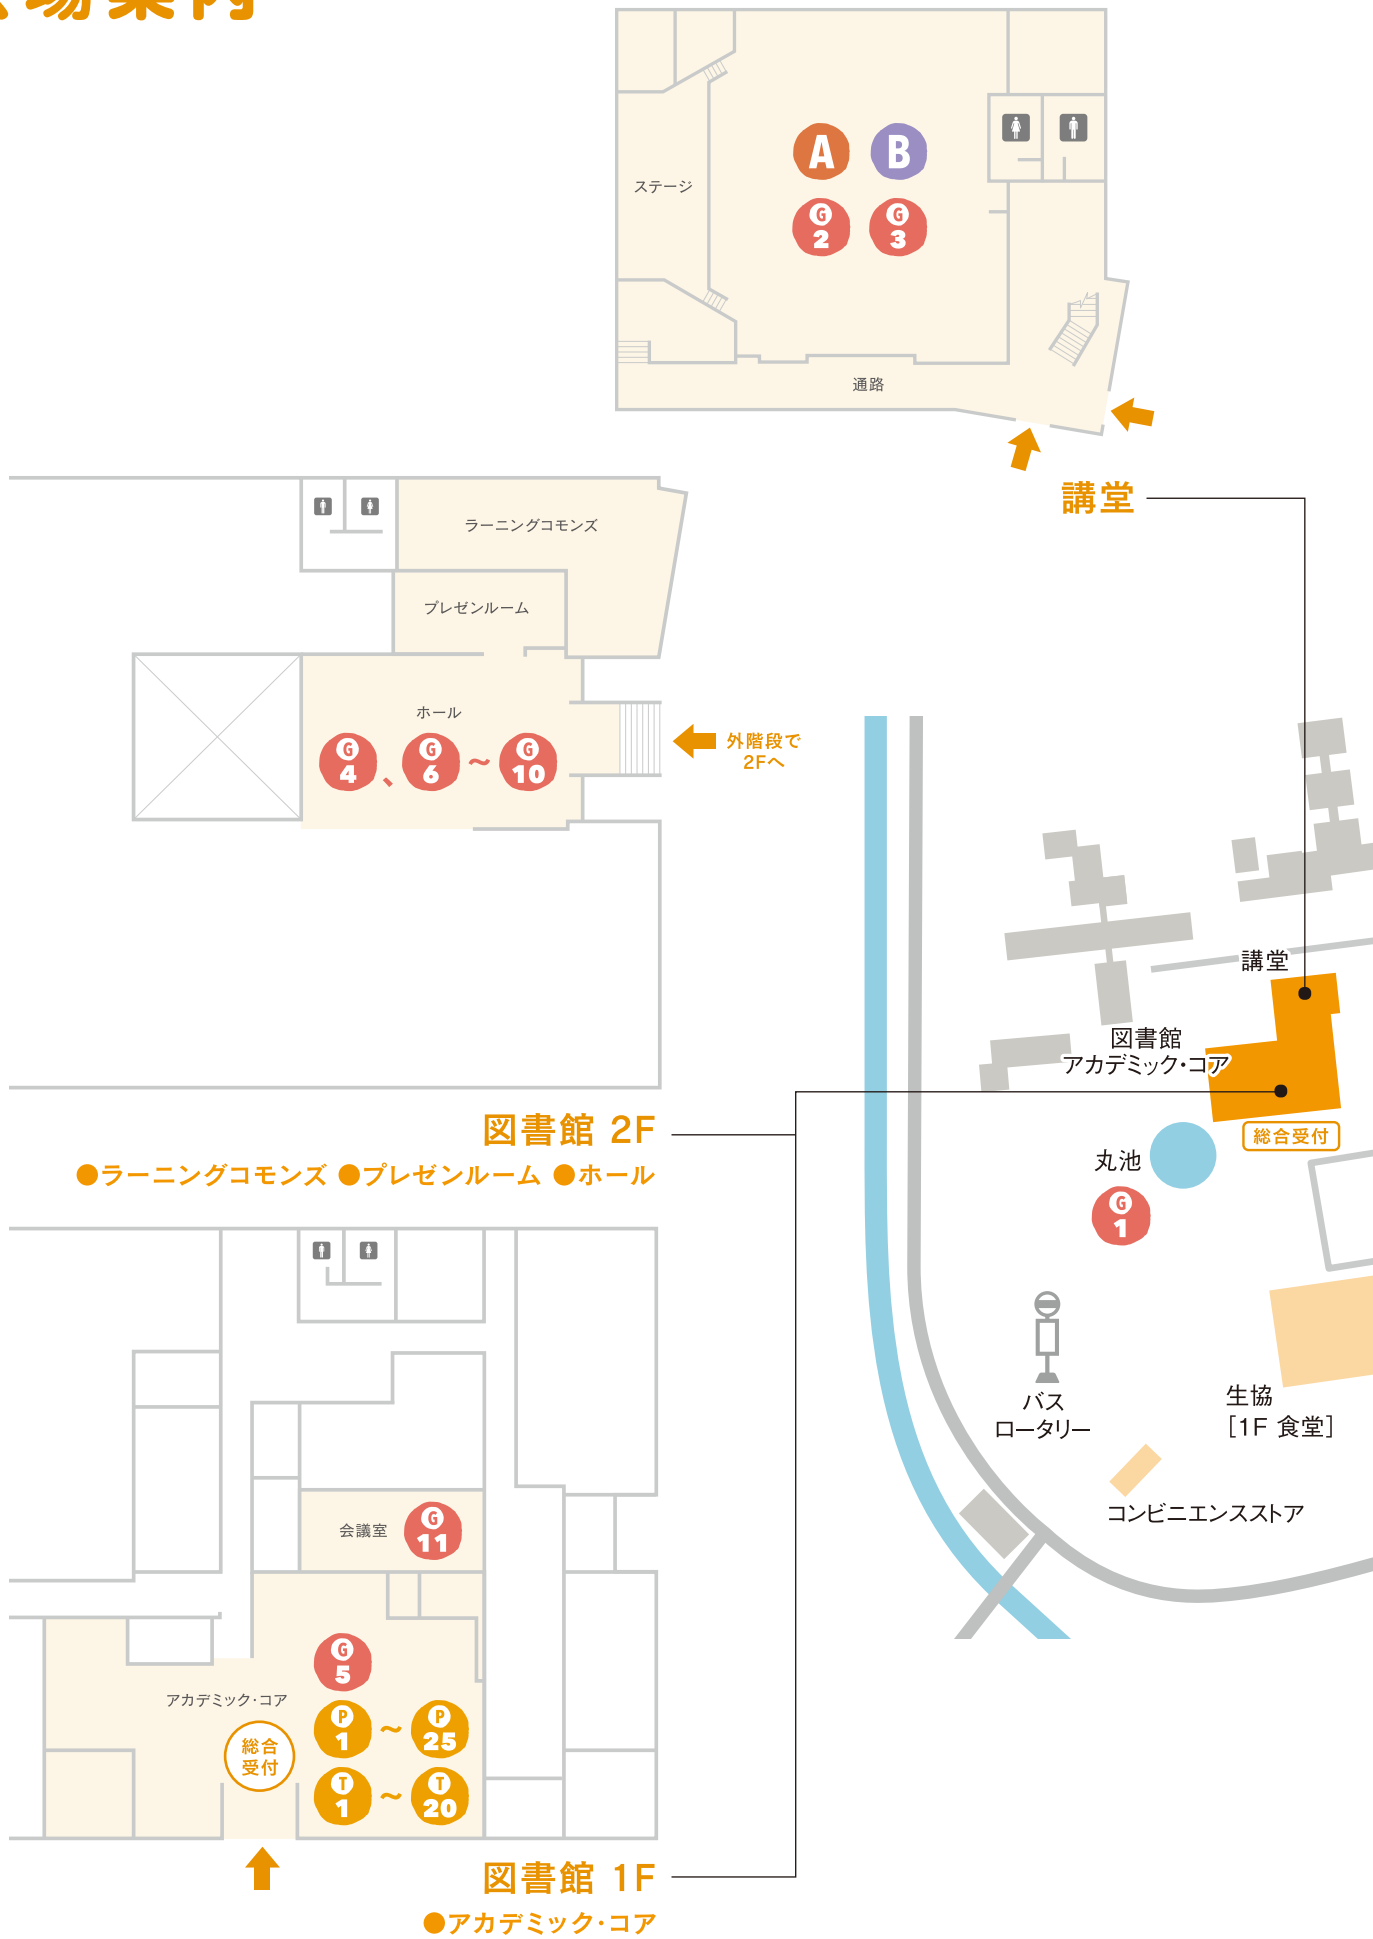 場案内
ステージ
A
B
G
2
G
3
通路
講堂
ラーニングコモンズ
プレゼンルーム
ホール
G
4
、
G
6
～
G
10
外階段で
2Fへ
図書館 2F
●ラーニングコモンズ ●プレゼンルーム ●ホール
講堂
図書館
アカデミック・コア
総合受付
丸池
G
1
バス
ロータリー
生協
［1F 食堂］
コンビニエンスストア
会議室
G
11
G
5
アカデミック・コア
総合
受付
P
1
～
P
25
T
1
～
T
20
図書館 1F
●アカデミック・コア